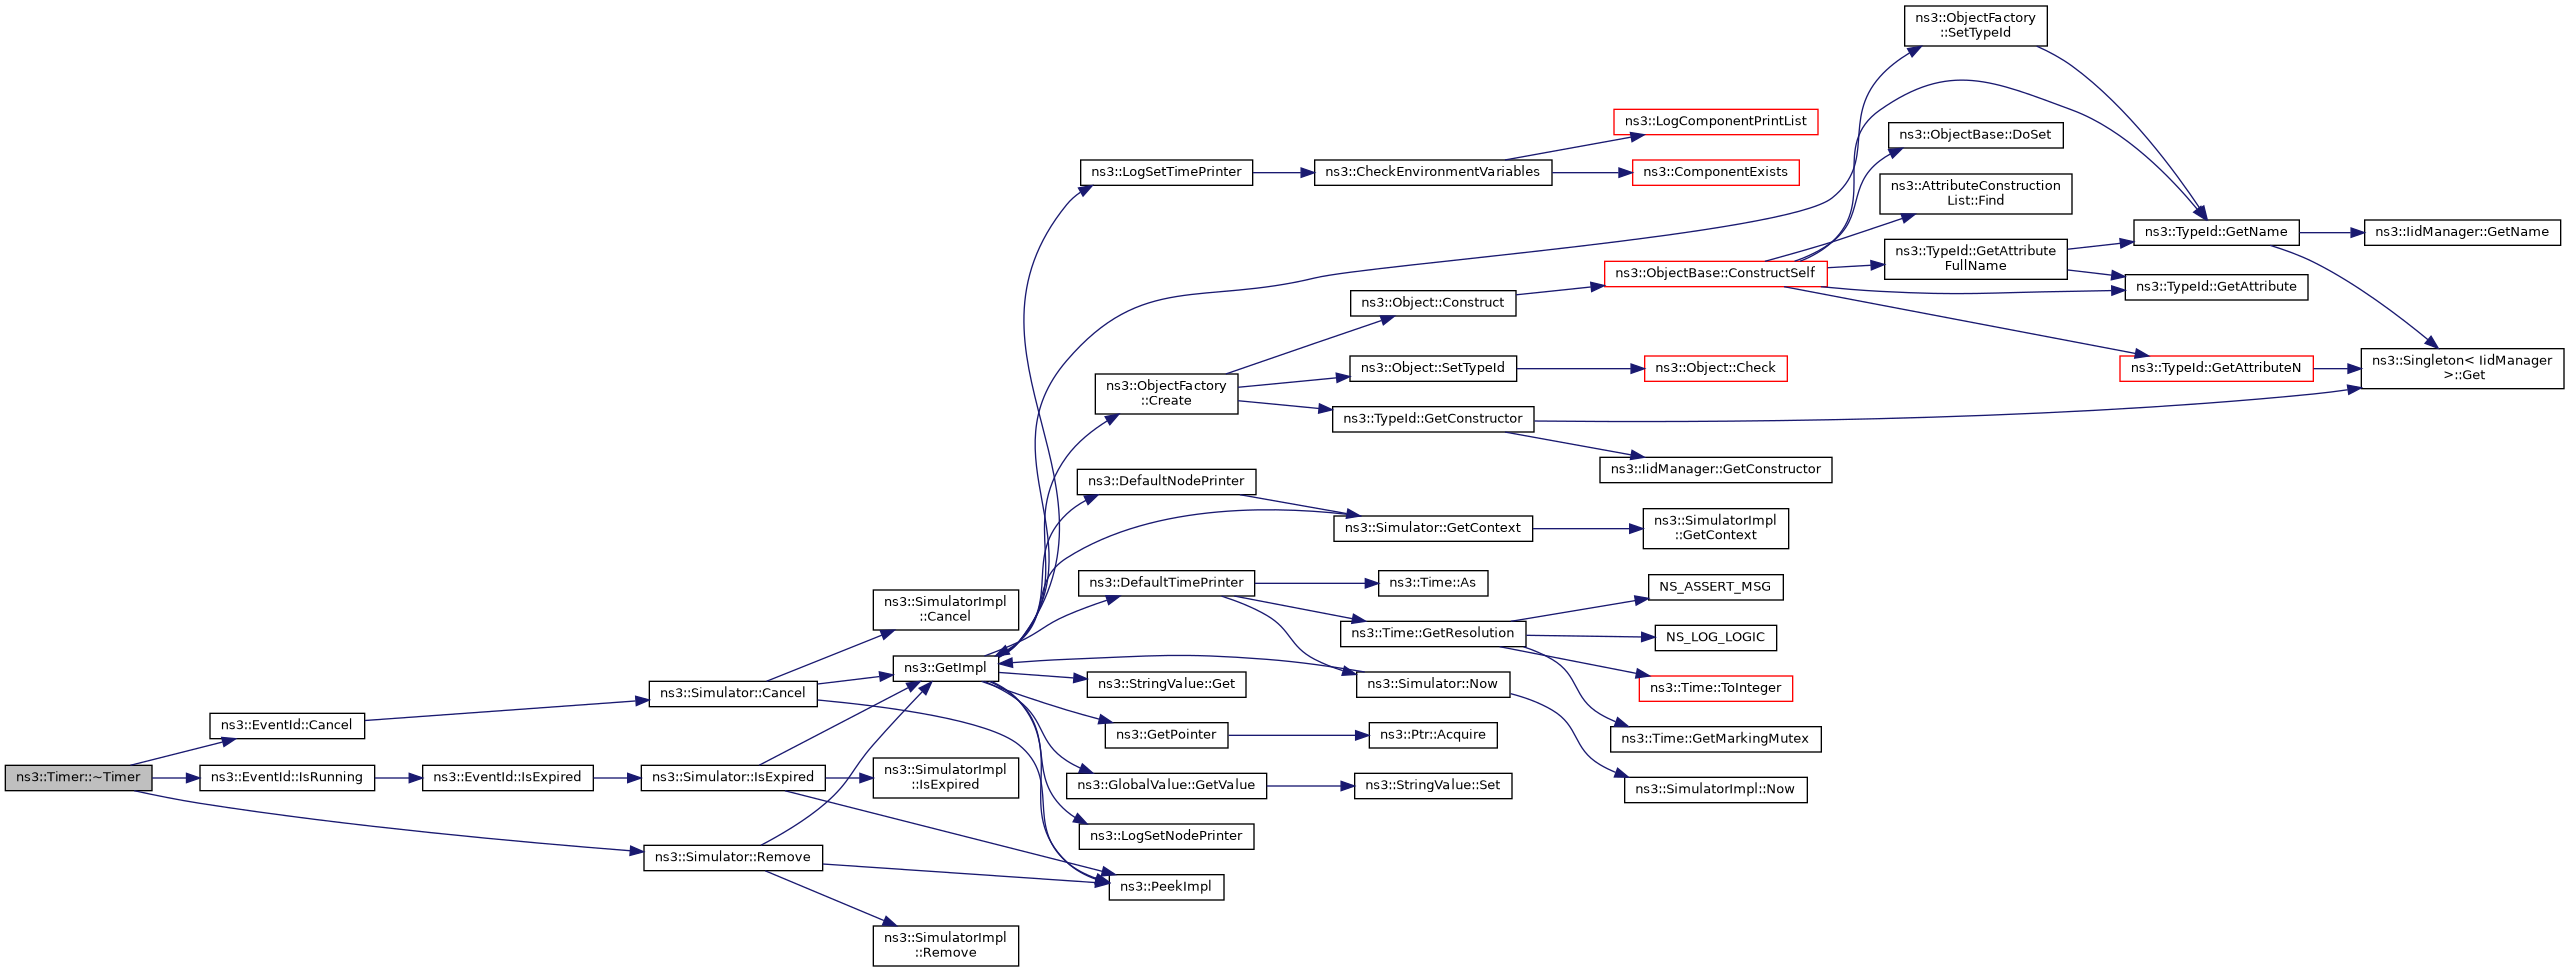 ns3::Timer::~Timer
ns3::EventId::Cancel
ns3::EventId::IsRunning
ns3::EventId::IsExpired
ns3::Simulator::Cancel
ns3::Simulator::IsExpired
ns3::Simulator::Remove
ns3::SimulatorImpl
::Cancel
ns3::GetImpl
ns3::SimulatorImpl
::IsExpired
ns3::SimulatorImpl
::Remove
ns3::LogSetTimePrinter
ns3::ObjectFactory
::Create
ns3::DefaultNodePrinter
ns3::DefaultTimePrinter
ns3::StringValue::Get
ns3::GetPointer
ns3::GlobalValue::GetValue
ns3::LogSetNodePrinter
ns3::PeekImpl
ns3::CheckEnvironmentVariables
ns3::Object::Construct
ns3::Object::SetTypeId
ns3::TypeId::GetConstructor
ns3::Simulator::GetContext
ns3::Time::As
ns3::Time::GetResolution
ns3::Simulator::Now
ns3::Ptr::Acquire
ns3::StringValue::Set
ns3::LogComponentPrintList
ns3::ComponentExists
ns3::ObjectBase::ConstructSelf
ns3::Object::Check
ns3::IidManager::GetConstructor
ns3::SimulatorImpl
::GetContext
NS_ASSERT_MSG
NS_LOG_LOGIC
ns3::Time::ToInteger
ns3::Time::GetMarkingMutex
ns3::SimulatorImpl::Now
ns3::ObjectFactory
::SetTypeId
ns3::ObjectBase::DoSet
ns3::AttributeConstruction
List::Find
ns3::TypeId::GetAttribute
FullName
ns3::TypeId::GetName
ns3::TypeId::GetAttribute
ns3::TypeId::GetAttributeN
ns3::IidManager::GetName
ns3::Singleton< IidManager
>::Get